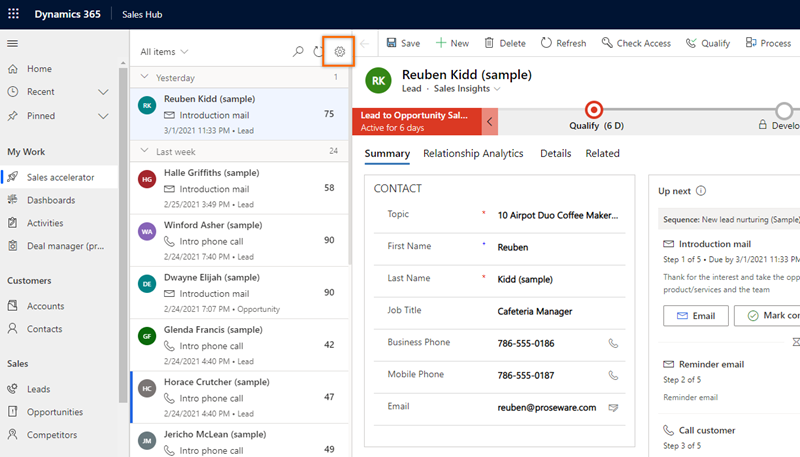 Dynamics 365
Sales Hub
Home
Recent
Pinned
My Work
Sales accelerator
Dashboards
Activities
Deal manager (pr...
Customers
Accounts
Contacts
Sales
Leads
Opportunities
Competitors
All items
Yesterday 1
RK
Reuben Kidd (sample)
Introduction mail 75
3/1/2021 11:33 PM • Lead
Last week 24
HG
Halle Griffiths (sample)
Introduction mail 58
2/25/2021 3:49 PM • Lead
WA
Winford Asher (sample)
Intro phone call 90
2/24/2021 7:40 PM • Lead
DE
Dwayne Elijah (sample)
Introduction mail 90
2/24/2021 7:07 PM • Opportunity
GF
Glenda Francis (sample)
Intro phone call 42
2/24/2021 4:40 PM • Lead
HC
Horace Crutcher (sample)
Intro phone call 47
2/24/2021 4:40 PM • Lead
JM
Jericho McLean (sample)
Intro phone call 49
Save New Delete Refresh Check Access Qualify Process
RK
Reuben Kidd (sample)
Lead · Sales Insights
Lead to Opportunity Sal...
Active for 6 days
Qualify (6 D)
Develo
Summary Relationship Analytics Details Related
CONTACT
Topic * 10 Airpot Duo Coffee Maker...
First Name * Reuben
Last Name * Kidd (sample)
Job Title Cafeteria Manager
Business Phone 786-555-0186
Mobile Phone 786-555-0187
Email reuben@proseware.com
Up next
Sequence: New lead nurturing (Sample)
Introduction mail
Step 1 of 5 • Due by 3/1/2021 11:33 PM
Thank for the interest and take the opp
product/services and the team
Email Mark con
Reminder email
Step 2 of 5
Reminder email
Call customer
Step 3 of 5